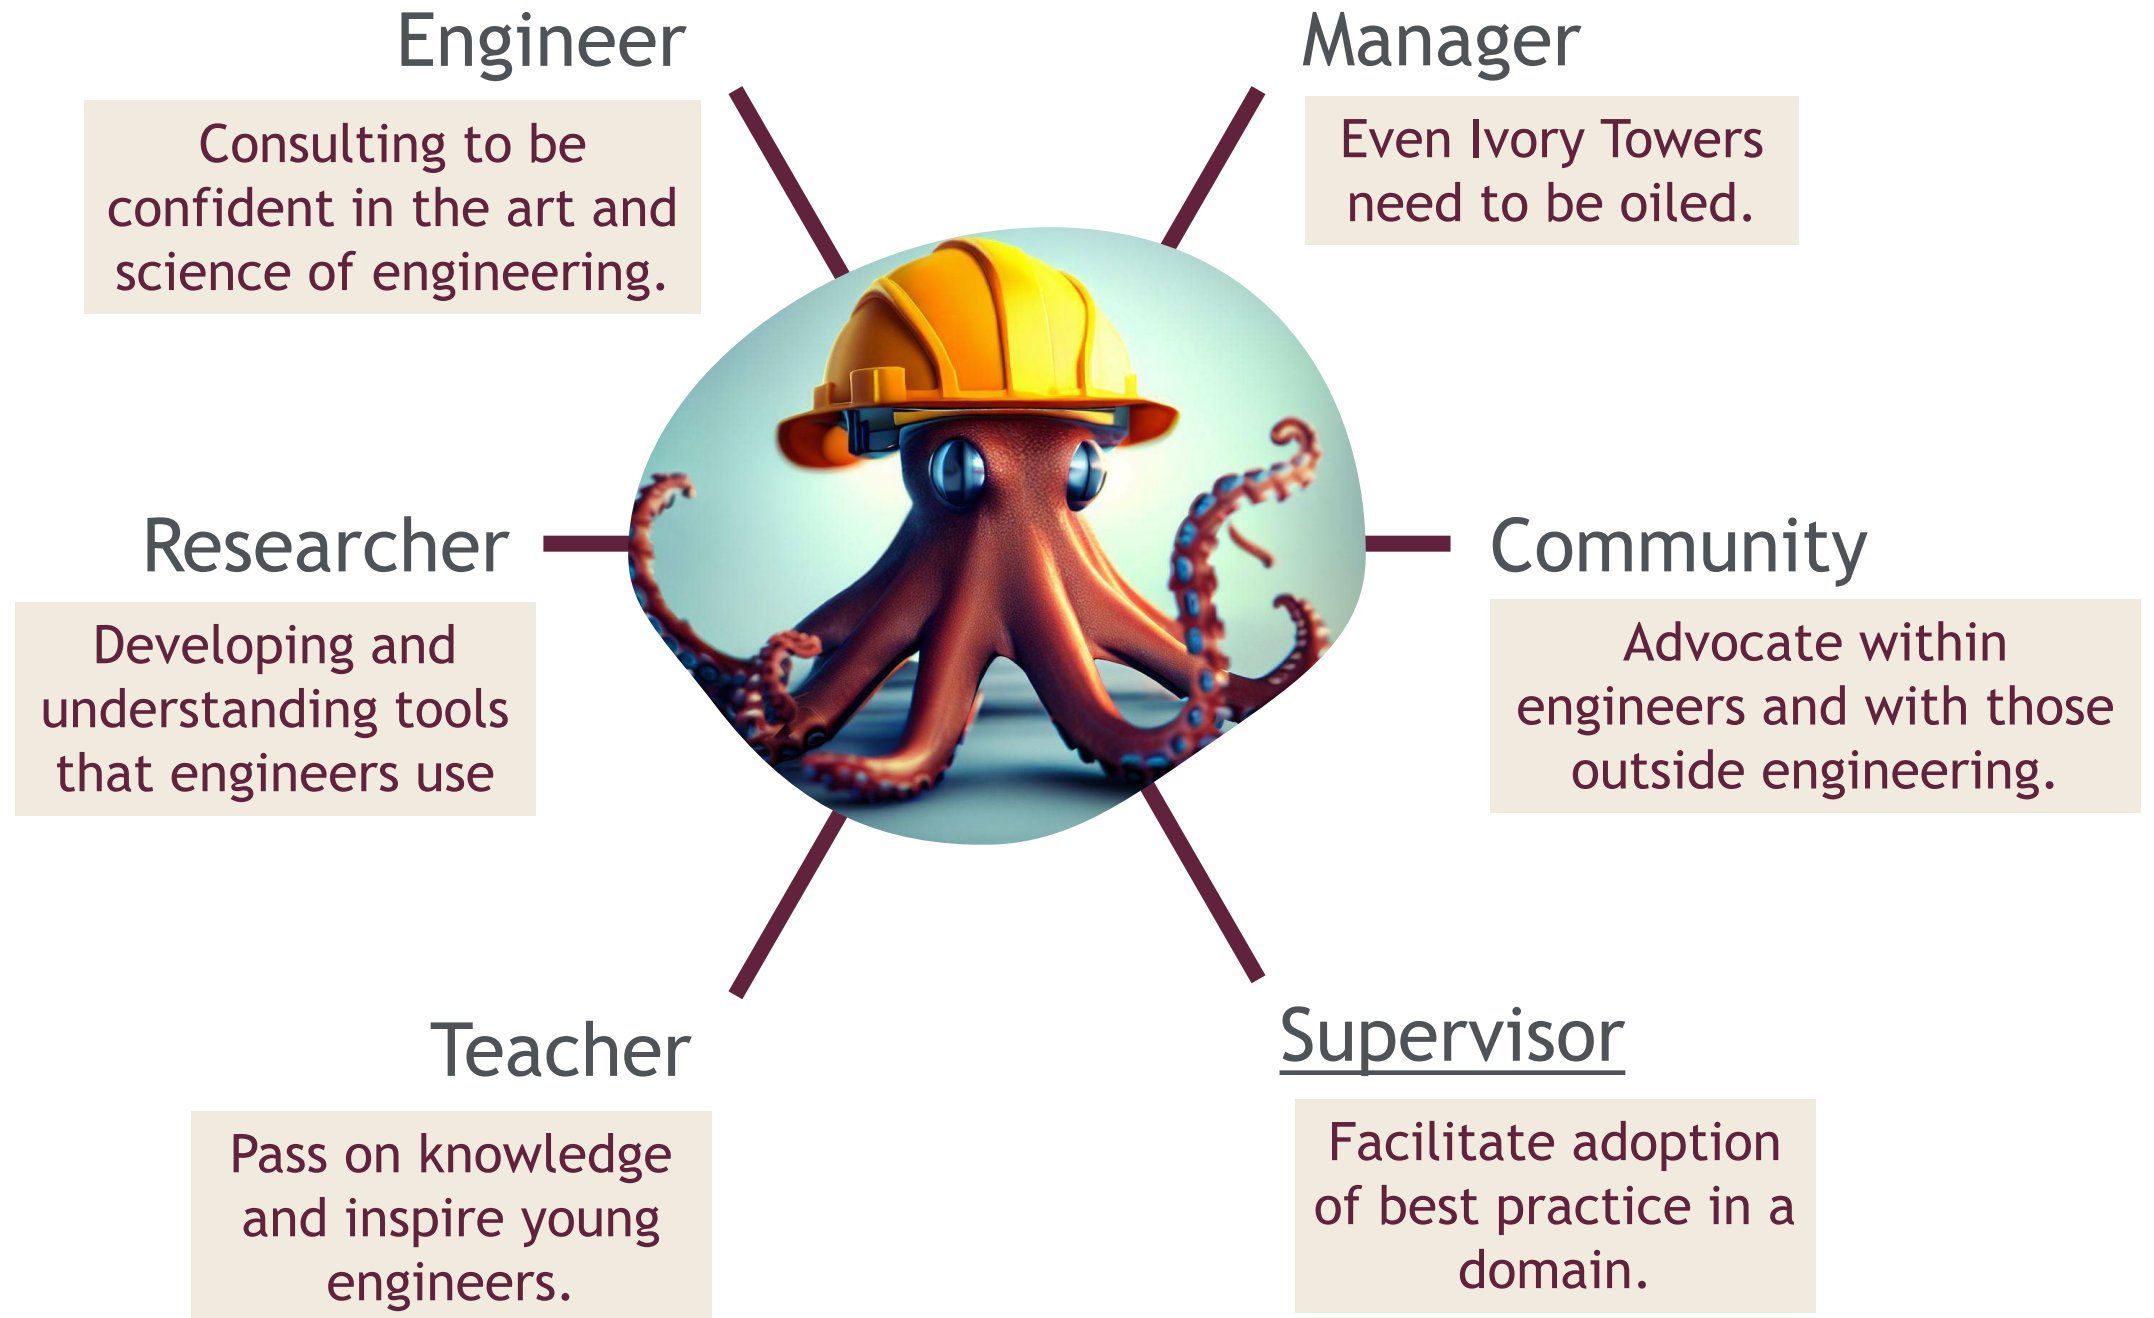 Engineer
Consulting to be
confident in the art and
science of engineering.
Manager
Even Ivory Towers
need to be oiled.
Researcher
Developing and
understanding tools
that engineers use
Community
Advocate within
engineers and with those
outside engineering.
Teacher
Pass on knowledge
and inspire young
engineers.
Supervisor
Facilitate adoption
of best practice in a
domain.